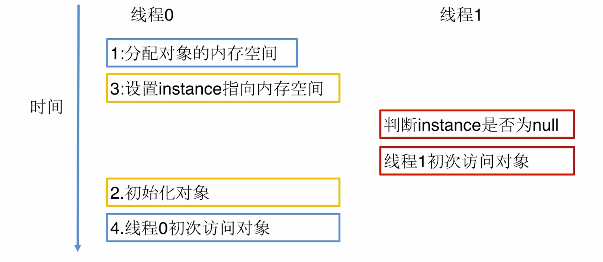 线程0
线程1
1:分配对象的内存空间
3:设置instance指向内存空间
时间
判断instance是否为null
线程1初次访问对象
2.初始化对象
4.线程0初次访问对象